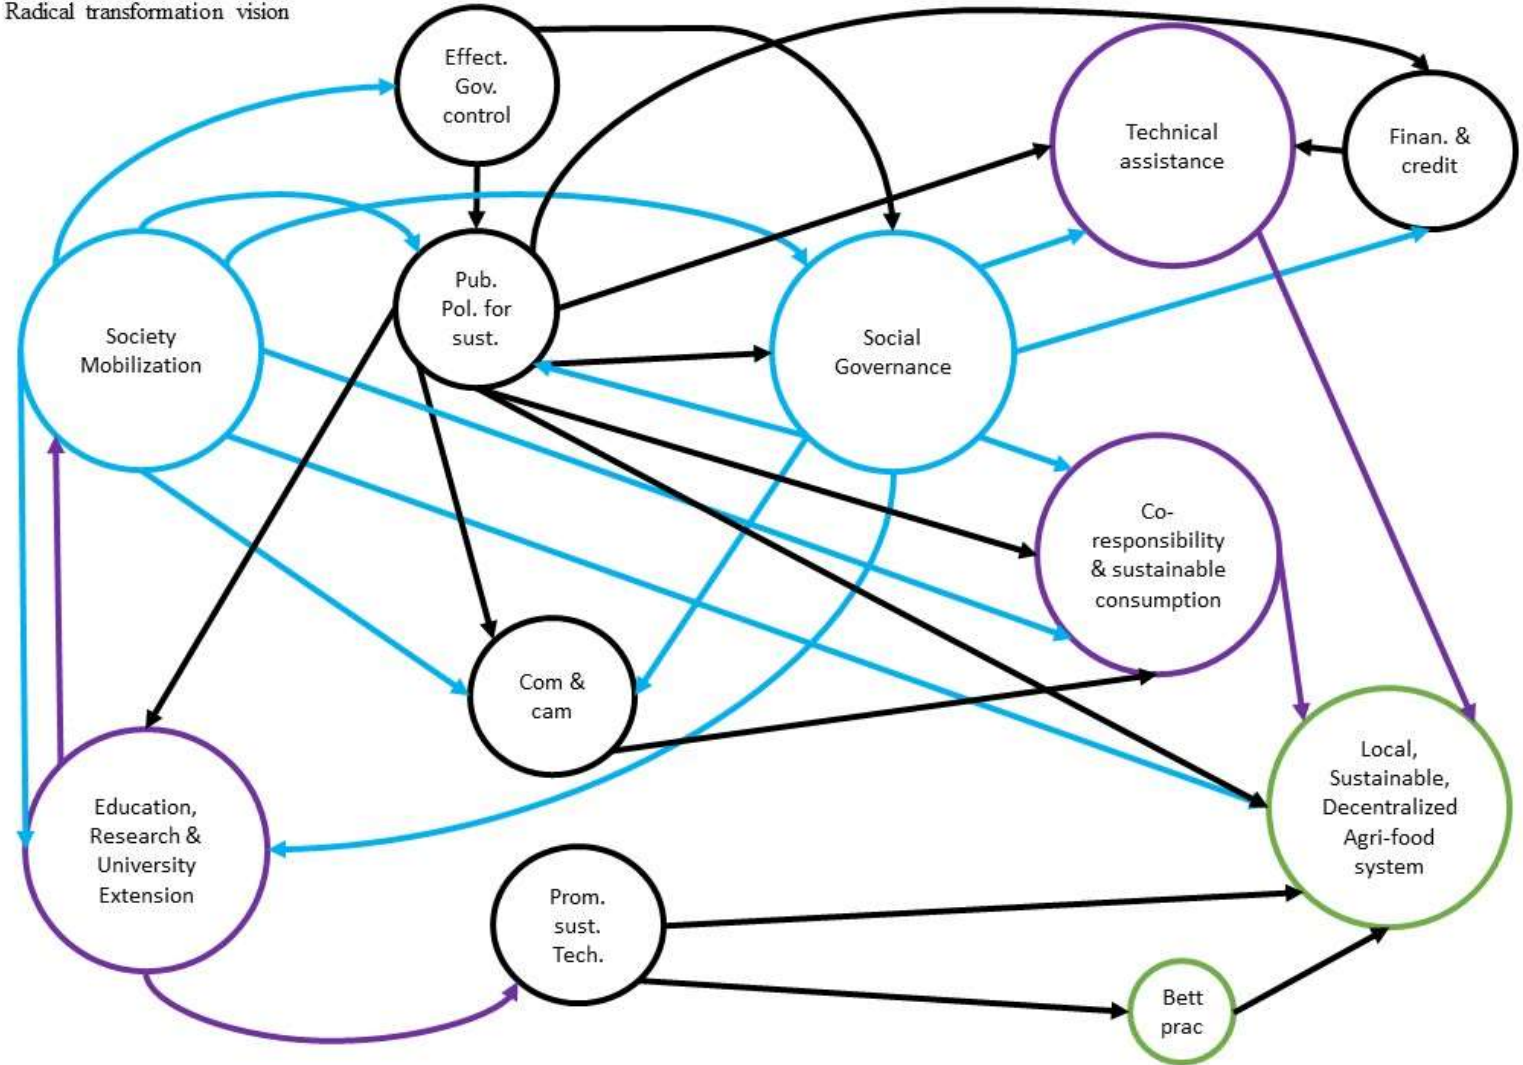 Radical transformation vision
Effect.
Gov.
control
Technical
assistance
Finan. &
credit
Pub.
Pol. for
sust.
Society
Mobilization
Social
Governance
Co-
responsibility
& sustainable
consumption
Com &
cam
Local,
Sustainable,
Decentralized
Agri-food
system
Education,
Research &
University
Extension
Prom.
sust.
Tech.
Bett
prac